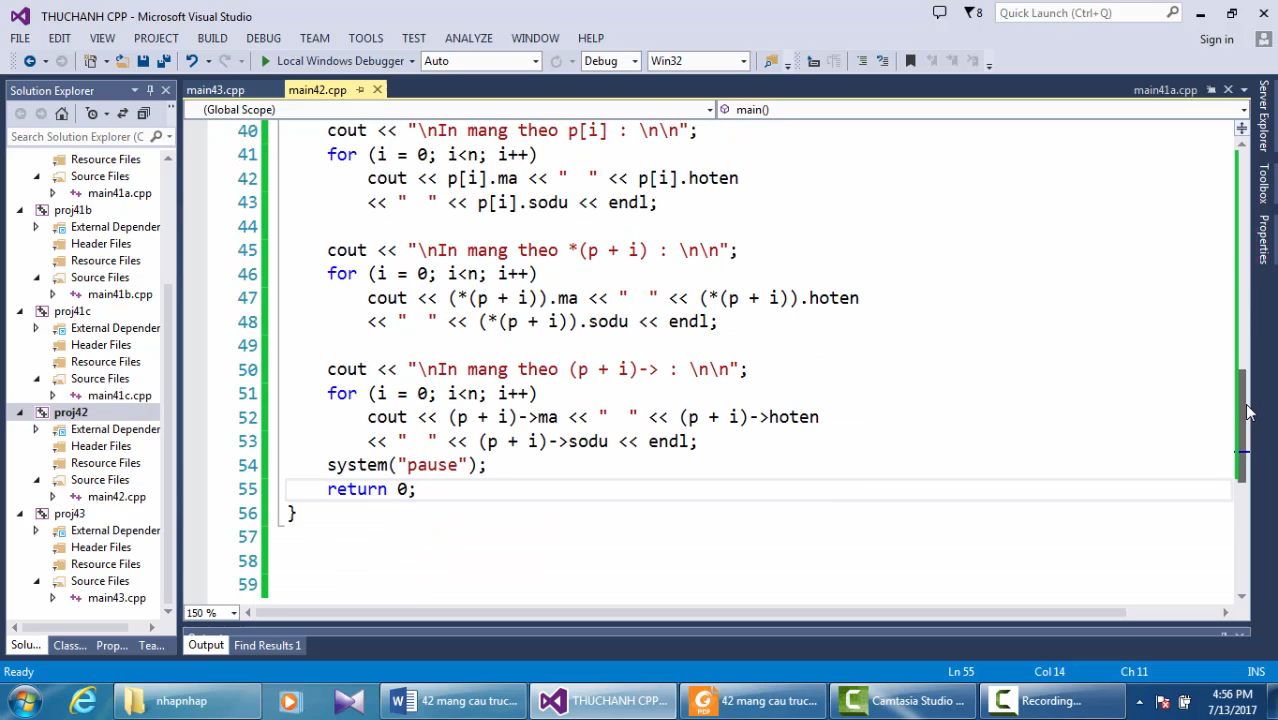 THUCHANH CPP - Microsoft Visual Studio
8
Quick Launch (Ctrl+Q)
FILE EDIT VIEW PROJECT BUILD DEBUG TEAM TOOLS TEST ANALYZE WINDOW HELP
Sign in
Local Windows Debugger
Auto
Debug
Win32
Solution Explorer
main43.cpp
main42.cpp
main41a.cpp
(Global Scope)
main()
Search Solution Explorer (C
Resource Files
Source Files
main41a.cpp
proj41b
External Depender
Header Files
Resource Files
Source Files
main41b.cpp
proj41c
External Depender
Header Files
Resource Files
Source Files
main41c.cpp
proj42
External Depender
Header Files
Resource Files
Source Files
main42.cpp
proj43
External Depender
Header Files
Resource Files
Source Files
main43.cpp
Solu... Class... Prop... Tea...
40 cout << "\nIn mang theo p[i] : \n\n";
41 for (i = 0; i<n; i++)
42 cout << p[i].ma << "  " << p[i].hoten
43 << "  " << p[i].sodu << endl;
44
45 cout << "\nIn mang theo *(p + i) : \n\n";
46 for (i = 0; i<n; i++)
47 cout << (*(p + i)).ma << "  " << (*(p + i)).hoten
48 << "  " << (*(p + i)).sodu << endl;
49
50 cout << "\nIn mang theo (p + i)-> : \n\n";
51 for (i = 0; i<n; i++)
52 cout << (p + i)->ma << "  " << (p + i)->hoten
53 << "  " << (p + i)->sodu << endl;
54 system("pause");
55 return 0;
56 }
57
58
59
150 %
Server Explorer
Toolbox
Properties
Output
Find Results 1
Ready
Ln 55
Col 14
Ch 11
INS
nhapnhap
42 mang cau truc...
THUCHANH CPP...
42 mang cau truc...
Camtasia Studio ...
Recording...
4:56 PM
7/13/2017